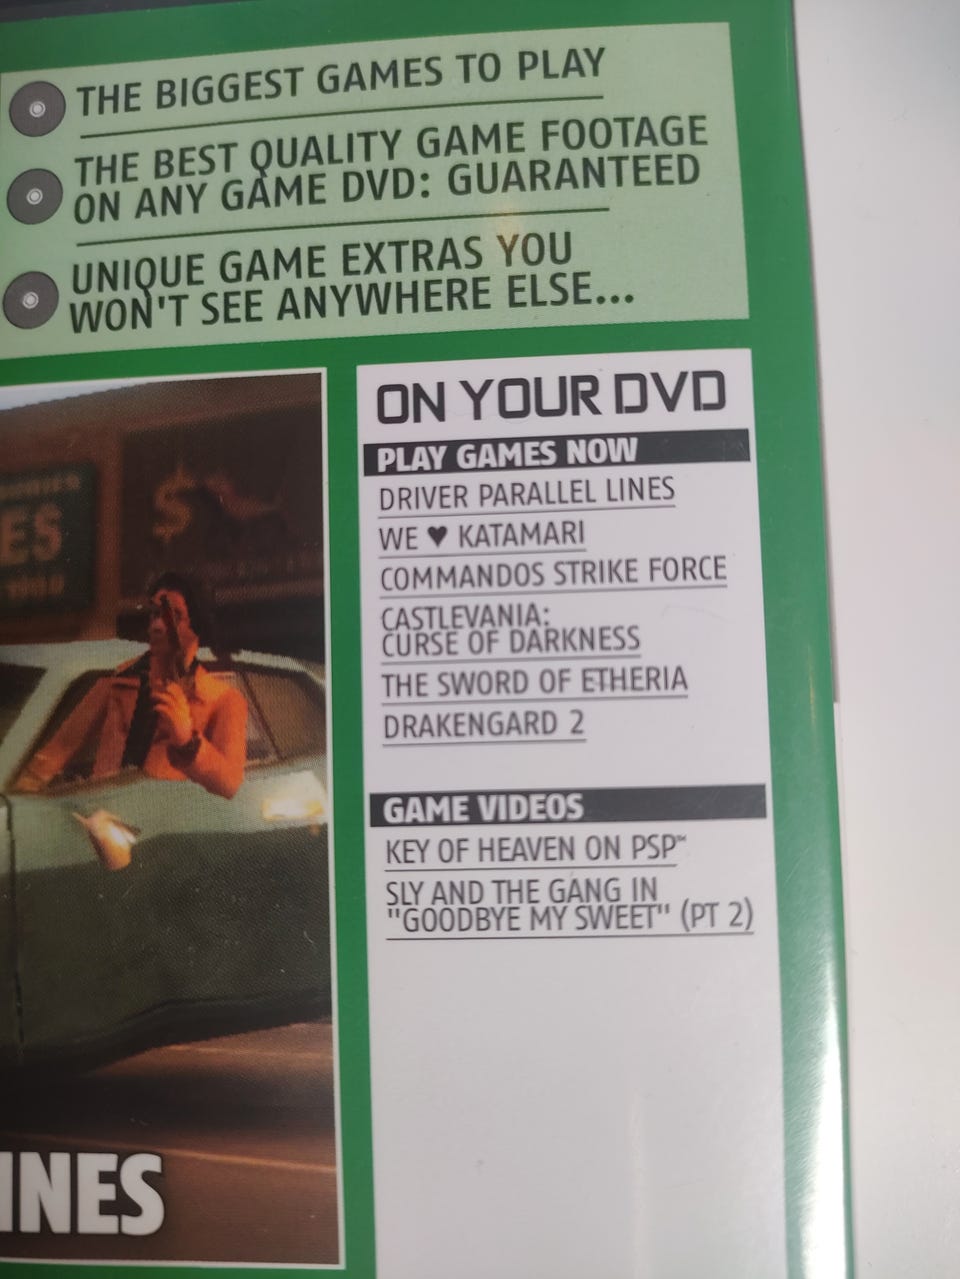 THE BIGGEST GAMES TO PLAY
THE BEST QUALITY GAME FOOTAGE
ON ANY GAME DVD: GUARANTEED
UNIQUE GAME EXTRAS YOU
WON'T SEE ANYWHERE ELSE...
ES
$
INES
ON YOUR DVD
PLAY GAMES NOW
DRIVER PARALLEL LINES
WE ♥ KATAMARI
COMMANDOS STRIKE FORCE
CASTLEVANIA:
CURSE OF DARKNESS
THE SWORD OF ETHERIA
DRAKENGARD 2
GAME VIDEOS
KEY OF HEAVEN ON PSP™
SLY AND THE GANG IN
"GOODBYE MY SWEET" (PT 2)